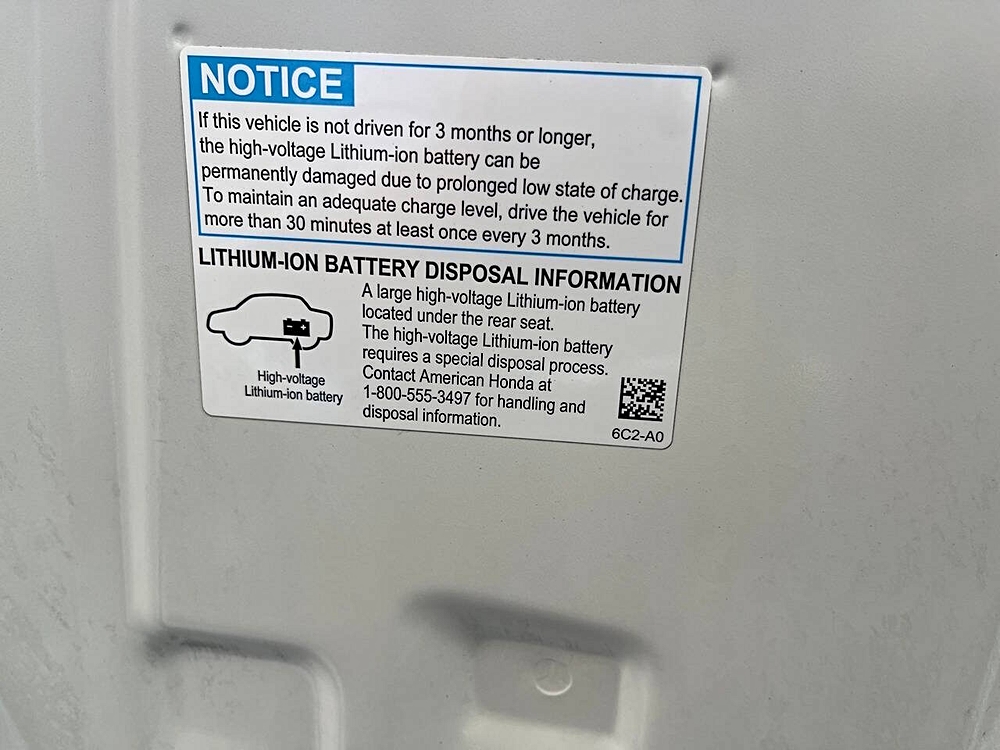 NOTICE
If this vehicle is not driven for 3 months or longer,
the high-voltage Lithium-ion battery can be
permanently damaged due to prolonged low state of charge.
To maintain an adequate charge level, drive the vehicle for
more than 30 minutes at least once every 3 months.
LITHIUM-ION BATTERY DISPOSAL INFORMATION
A large high-voltage Lithium-ion battery
located under the rear seat.
The high-voltage Lithium-ion battery
requires a special disposal process.
Contact American Honda at
1-800-555-3497 for handling and
disposal information.
High-voltage
Lithium-ion battery
6C2-A0